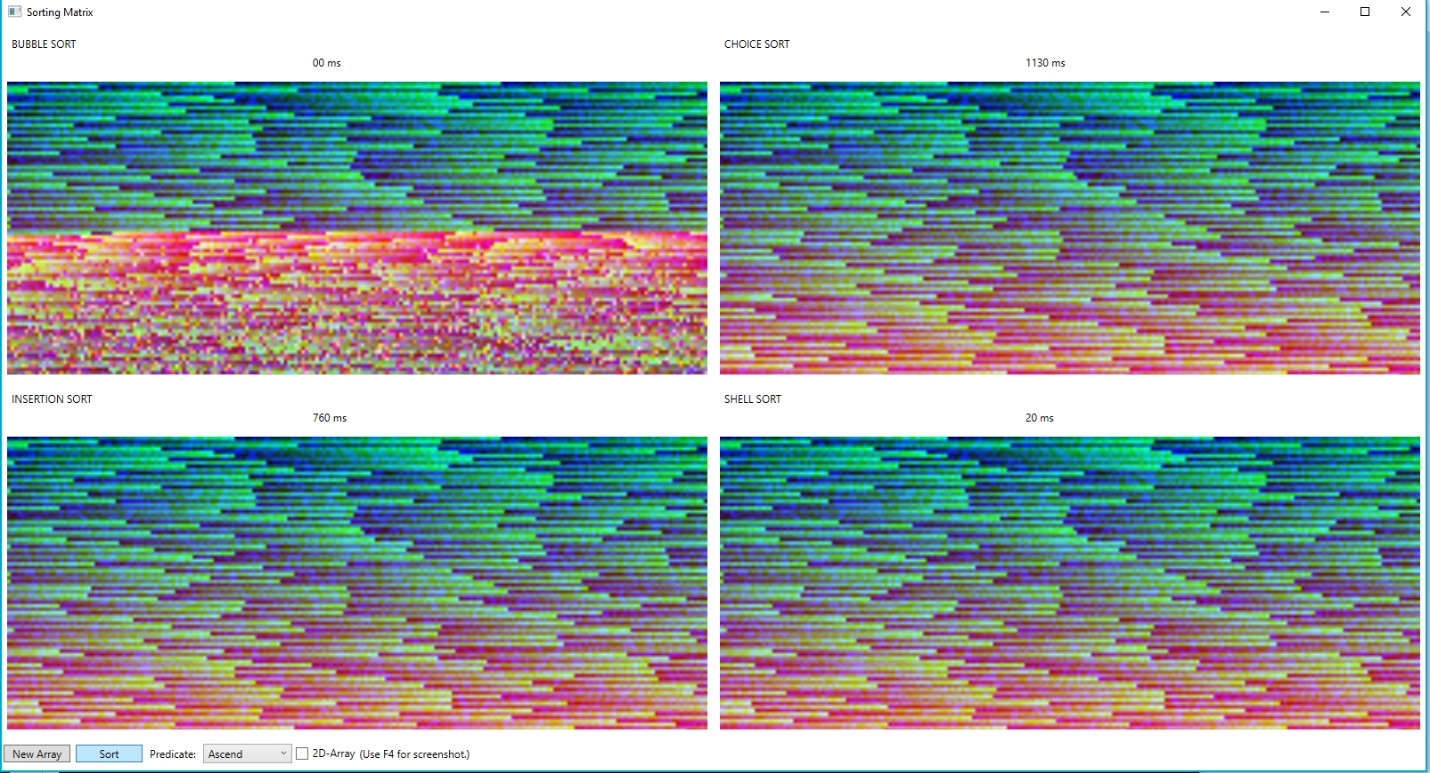 Sorting Matrix
BUBBLE SORT
00 ms
CHOICE SORT
1130 ms
INSERTION SORT
760 ms
SHELL SORT
20 ms
New Array Sort Predicate: Ascend 2D-Array (Use F4 for screenshot.)